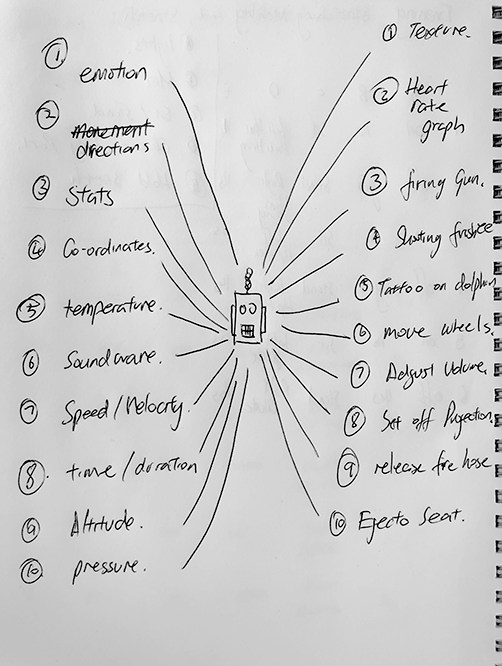 ① emotion
② movement
directions
③ Stats
④ Co-ordinates.
⑤ temperature.
⑥ Soundwave.
⑦ Speed/Velocity.
⑧. time/duration
⑨ Altitude.
⑩ pressure.
① Texture.
② Heart
rate
graph
③ firing Gun.
④ Shooting frisbee
⑤ Tattoo on dolphin
⑥ move wheels.
⑦ Adjust Volume.
⑧ Set off Projection.
⑨ release fire hose
⑩ Ejecto Seat.